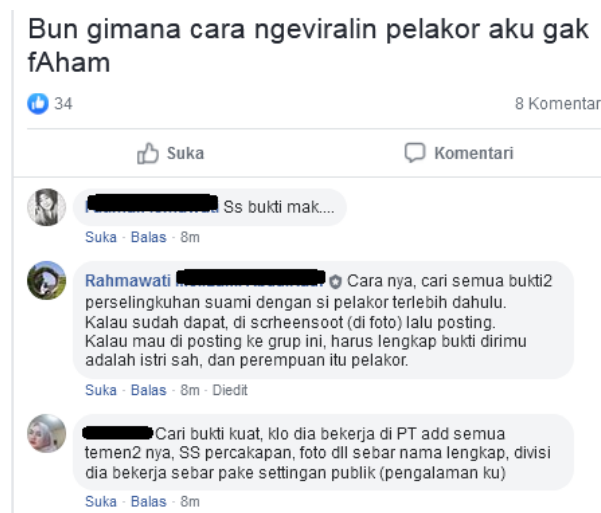 Bun gimana cara ngeviralin pelakor aku gak
fAham
34
8 Komentar
Suka
Komentari
Ss bukti mak....
Suka · Balas · 8m
Rahmawati
Cara nya, cari semua bukti2
perselingkuhan suami dengan si pelakor terlebih dahulu.
Kalau sudah dapat, di scrheensoot (di foto) lalu posting.
Kalau mau di posting ke grup ini, harus lengkap bukti dirimu
adalah istri sah, dan perempuan itu pelakor.
Suka · Balas · 8m · Diedit
Cari bukti kuat, klo dia bekerja di PT add semua
temen2 nya, SS percakapan, foto dll sebar nama lengkap, divisi
dia bekerja sebar pake settingan publik (pengalaman ku)
Suka · Balas · 8m